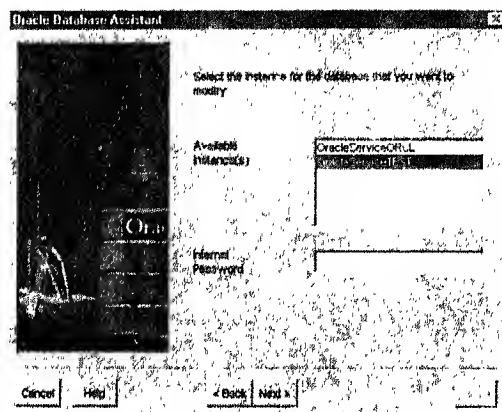 Oracle Database Assistant
Select the instance for the database that you want to
modify
Available
Instance(s)
Internal
Password
Ora
Cancel
Help
< Back
Next >